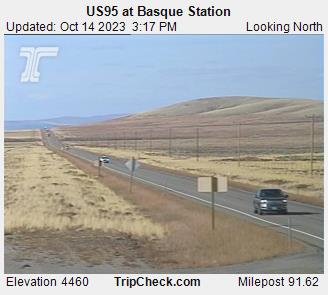 US95 at Basque Station
Updated: Oct 14 2023 3:17 PM Looking North
Elevation 4460 TripCheck.com Milepost 91.62